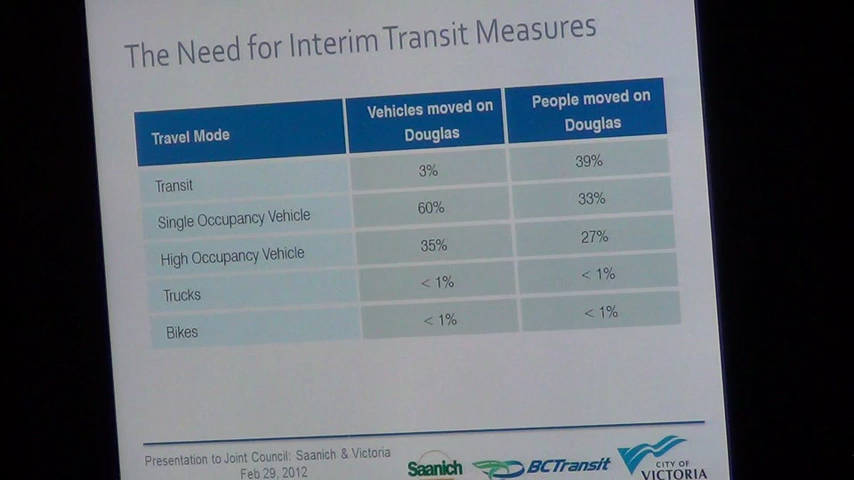 The Need for Interim Transit Measures
Travel Mode
Vehicles moved on
Douglas
People moved on
Douglas
Transit
3%
39%
Single Occupancy Vehicle
60%
33%
High Occupancy Vehicle
35%
27%
Trucks
< 1%
< 1%
Bikes
< 1%
< 1%
Presentation to Joint Council: Saanich & Victoria
Feb 29, 2012
Saanich
BCTransit
CITY OF
VICTORIA